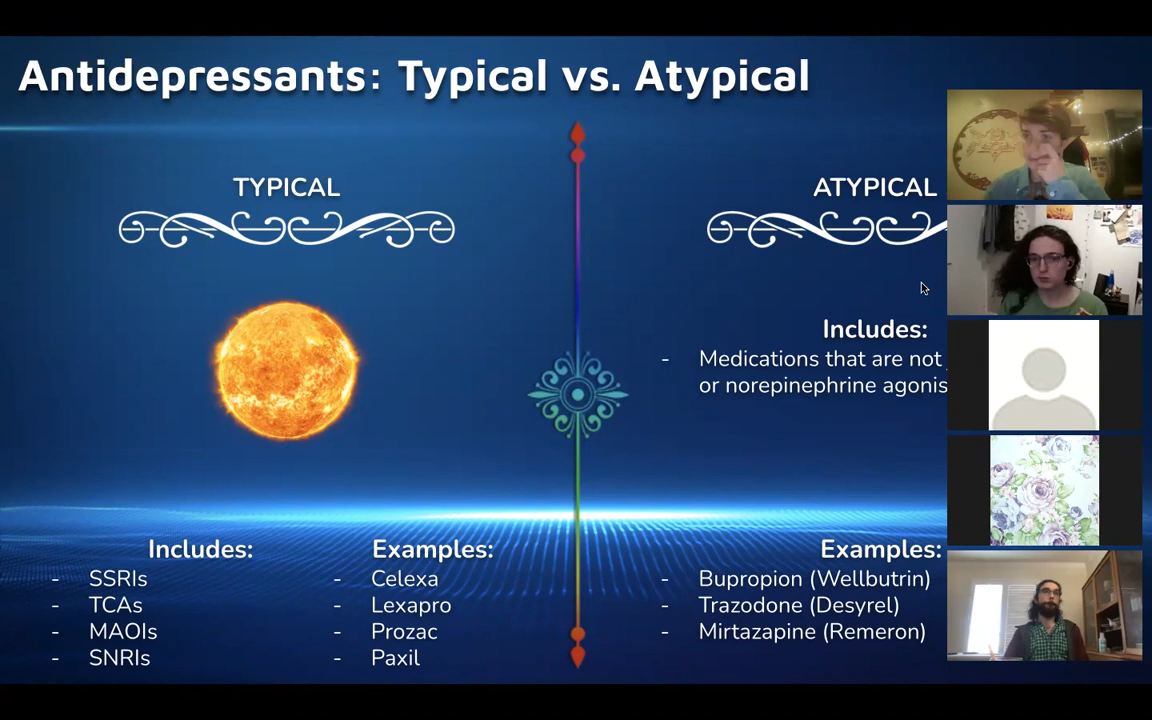 Antidepressants: Typical vs. Atypical
TYPICAL
Includes:
- SSRIs
- TCAs
- MAOIs
- SNRIs
Examples:
- Celexa
- Lexapro
- Prozac
- Paxil
ATYPICAL
Includes:
- Medications that are not
or norepinephrine agonis
Examples:
- Bupropion (Wellbutrin)
- Trazodone (Desyrel)
- Mirtazapine (Remeron)